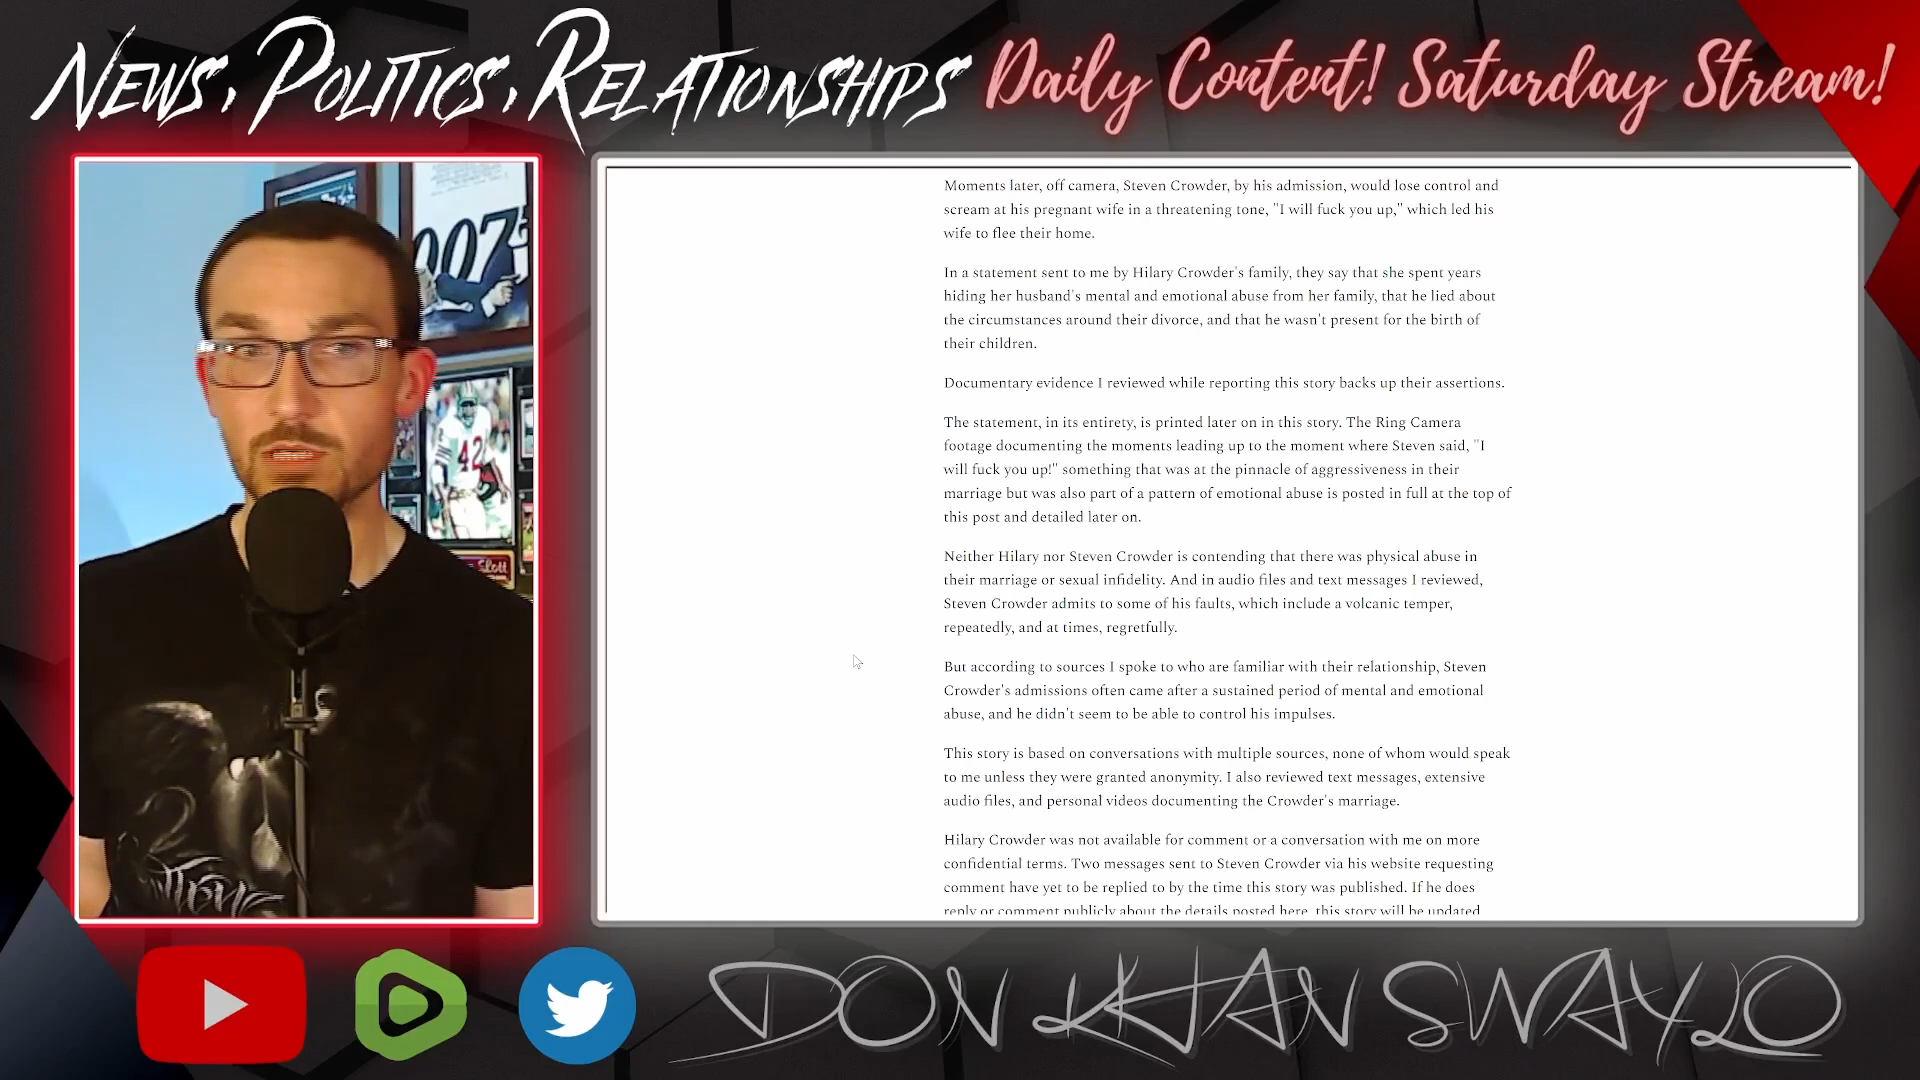 NEWS, POLITICS, RELATIONSHIPS
Daily Content! Saturday Stream!
007
42
Moments later, off camera, Steven Crowder, by his admission, would lose control and
scream at his pregnant wife in a threatening tone, "I will fuck you up," which led his
wife to flee their home.
In a statement sent to me by Hilary Crowder's family, they say that she spent years
hiding her husband's mental and emotional abuse from her family, that he lied about
the circumstances around their divorce, and that he wasn't present for the birth of
their children.
Documentary evidence I reviewed while reporting this story backs up their assertions.
The statement, in its entirety, is printed later on in this story. The Ring Camera
footage documenting the moments leading up to the moment where Steven said, "I
will fuck you up!" something that was at the pinnacle of aggressiveness in their
marriage but was also part of a pattern of emotional abuse is posted in full at the top of
this post and detailed later on.
Neither Hilary nor Steven Crowder is contending that there was physical abuse in
their marriage or sexual infidelity. And in audio files and text messages I reviewed,
Steven Crowder admits to some of his faults, which include a volcanic temper,
repeatedly, and at times, regretfully.
But according to sources I spoke to who are familiar with their relationship, Steven
Crowder's admissions often came after a sustained period of mental and emotional
abuse, and he didn't seem to be able to control his impulses.
This story is based on conversations with multiple sources, none of whom would speak
to me unless they were granted anonymity. I also reviewed text messages, extensive
audio files, and personal videos documenting the Crowder's marriage.
Hilary Crowder was not available for comment or a conversation with me on more
confidential terms. Two messages sent to Steven Crowder via his website requesting
comment have yet to be replied to by the time this story was published. If he does
reply or comment publicly about the details posted here, this story will be updated
DON KHAN SWAYLO